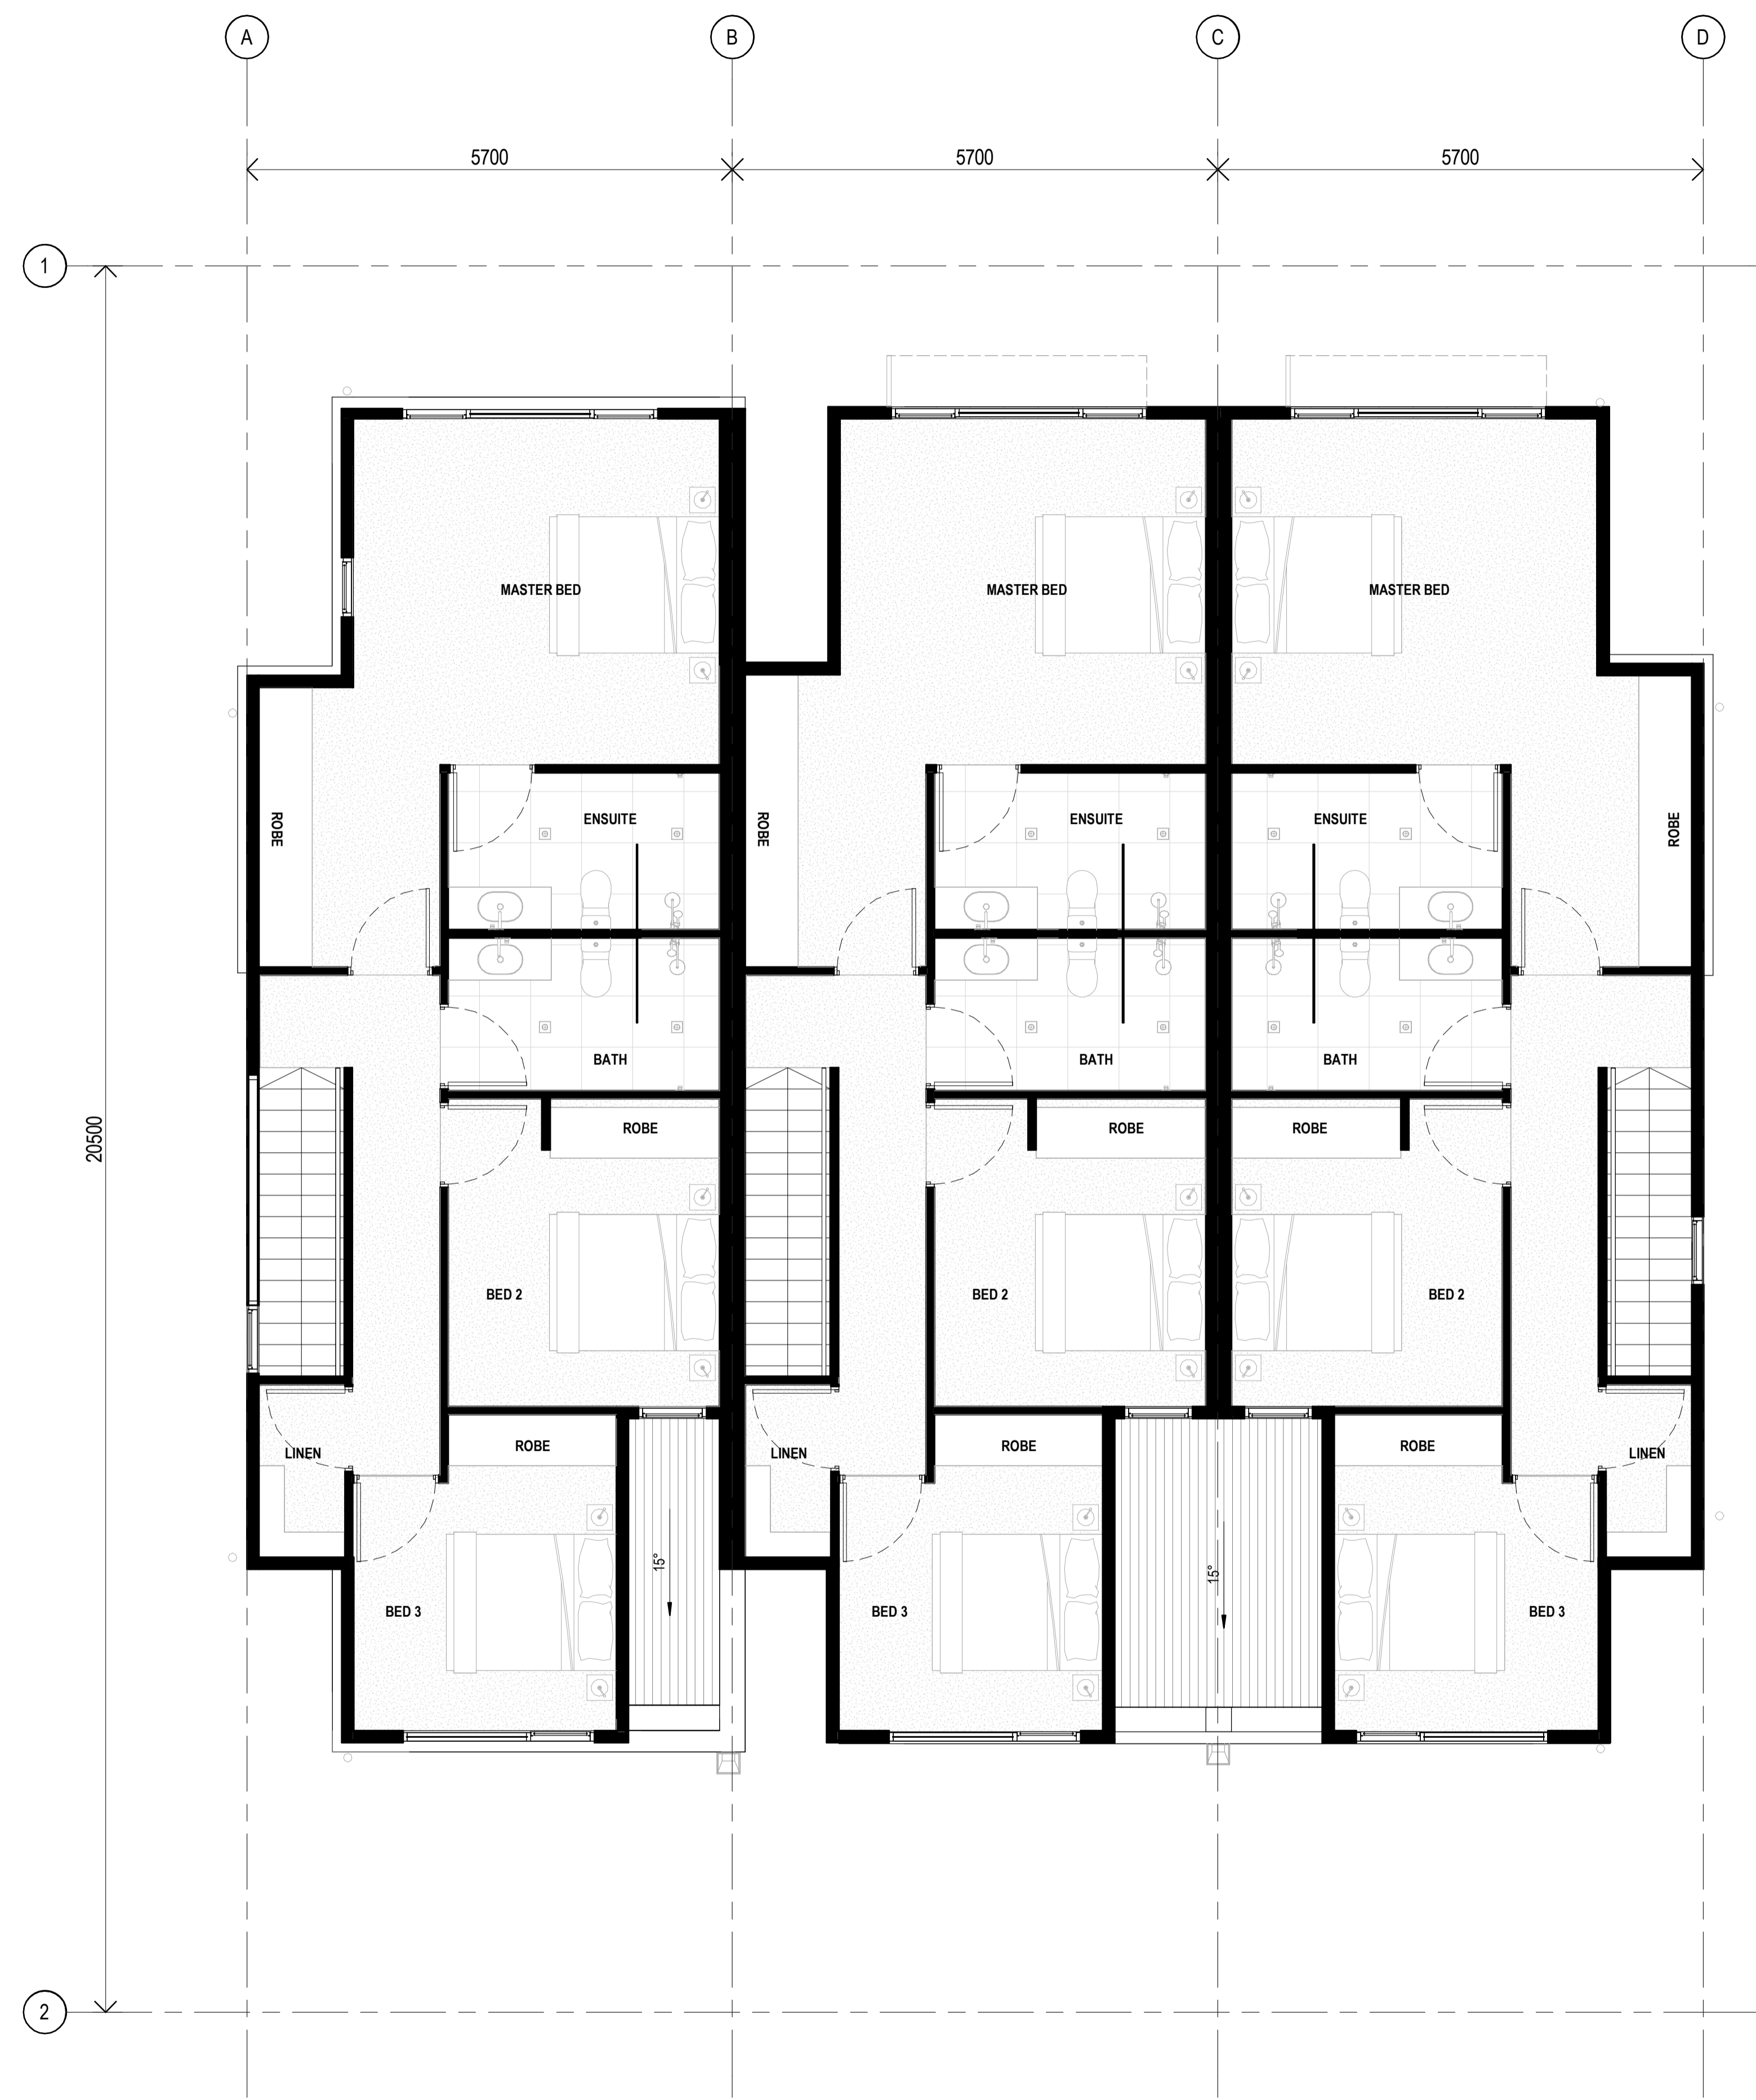 A B C D
5700 5700 5700
1
MASTER BED MASTER BED MASTER BED
ROBE ENSUITE ROBE ENSUITE ENSUITE ROBE
BATH BATH BATH
ROBE ROBE ROBE
20500
BED 2 BED 2 BED 2
LINEN ROBE LINEN ROBE ROBE LINEN
15° 15°
BED 3 BED 3 BED 3
2